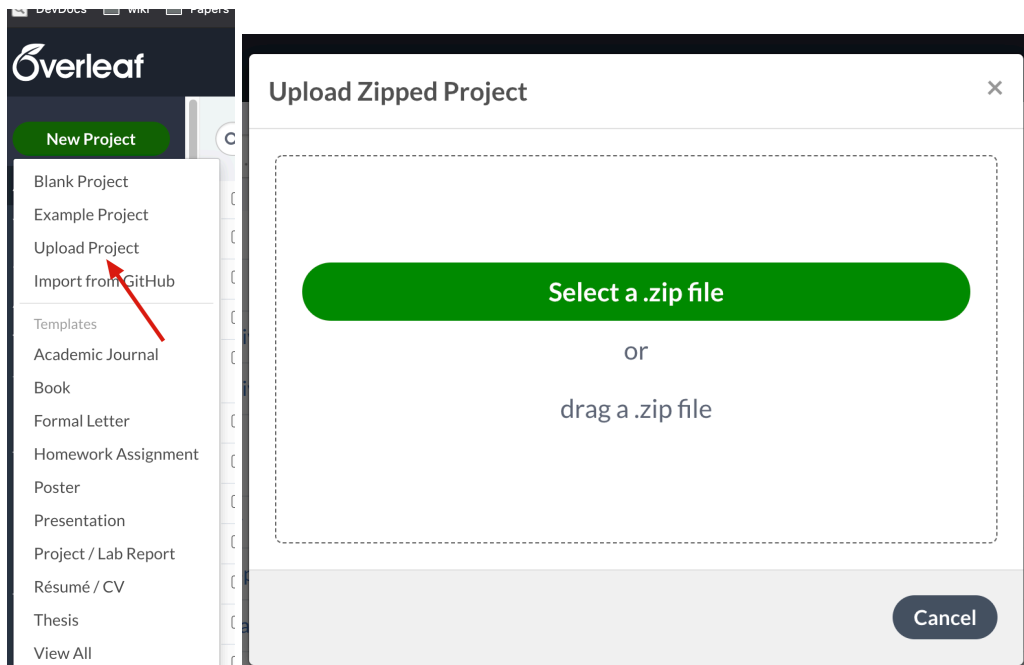 DevDocs wiki Papers
Overleaf
New Project
Blank Project
Example Project
Upload Project
Import from GitHub
Templates
Academic Journal
Book
Formal Letter
Homework Assignment
Poster
Presentation
Project / Lab Report
Résumé / CV
Thesis
View All
Upload Zipped Project
×
Select a .zip file
or
drag a .zip file
Cancel